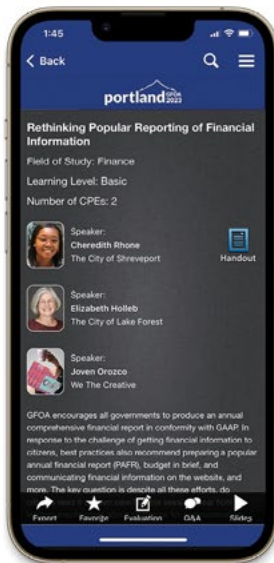 1:45
Back
portland GFOA 2023
Rethinking Popular Reporting of Financial
Information
Field of Study: Finance
Learning Level: Basic
Number of CPEs: 2
Speaker:
Cheredith Rhone
The City of Shreveport
Handout
Speaker:
Elizabeth Holleb
The City of Lake Forest
Speaker:
Joven Orozco
We The Creative
GFOA encourages all governments to produce an annual
comprehensive financial report in conformity with GAAP. In
response to the challenge of getting financial information to
citizens, best practices also recommend preparing a popular
annual financial report (PAFR), budget in brief, and
communicating financial information on the website, and
more. The key question is despite all these efforts, do
Export Favorite Evaluation Q&A Slides